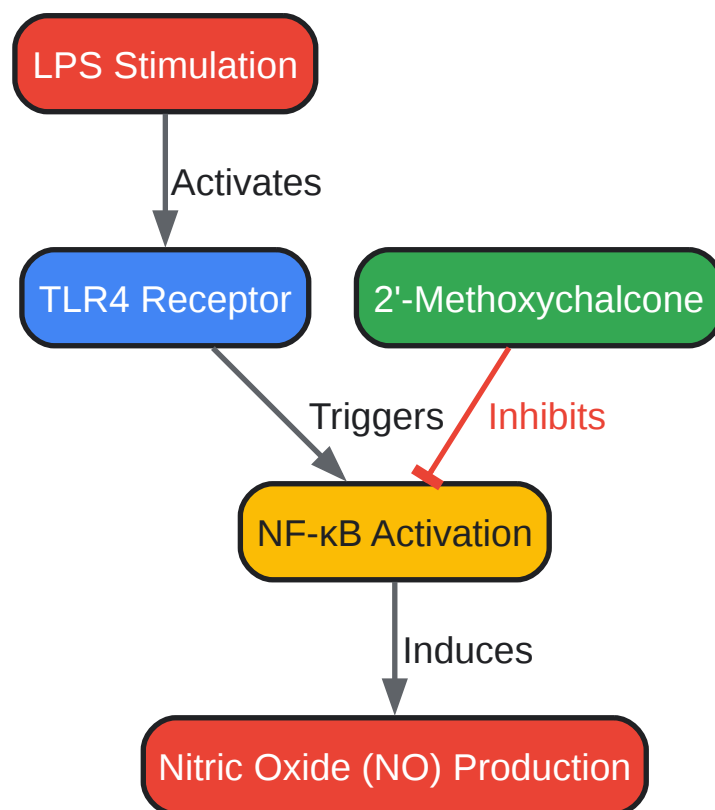 LPS Stimulation
Activates
TLR4 Receptor
2'-Methoxychalcone
Triggers
Inhibits
NF-κB Activation
Induces
Nitric Oxide (NO) Production